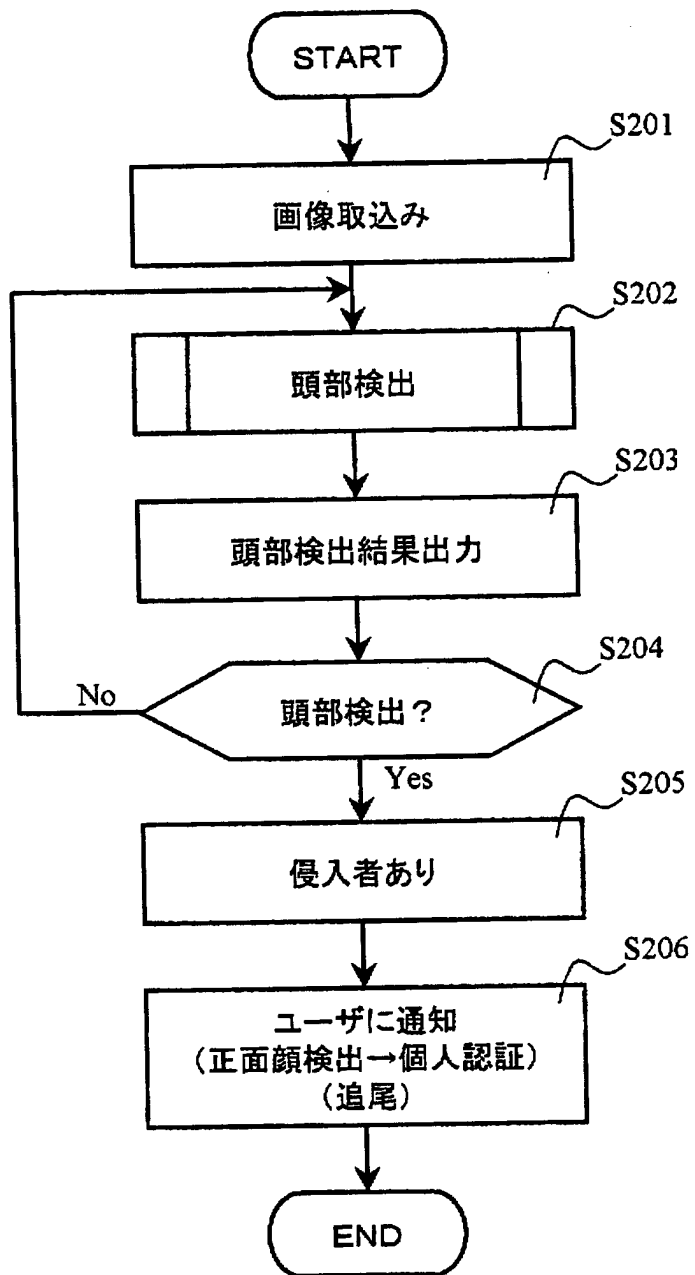 START
S201
画像取込み
S202
頭部検出
S203
頭部検出結果出力
S204
No
頭部検出？
Yes
S205
侵入者あり
S206
ユーザに通知
（正面顔検出→個人認証）
（追尾）
END